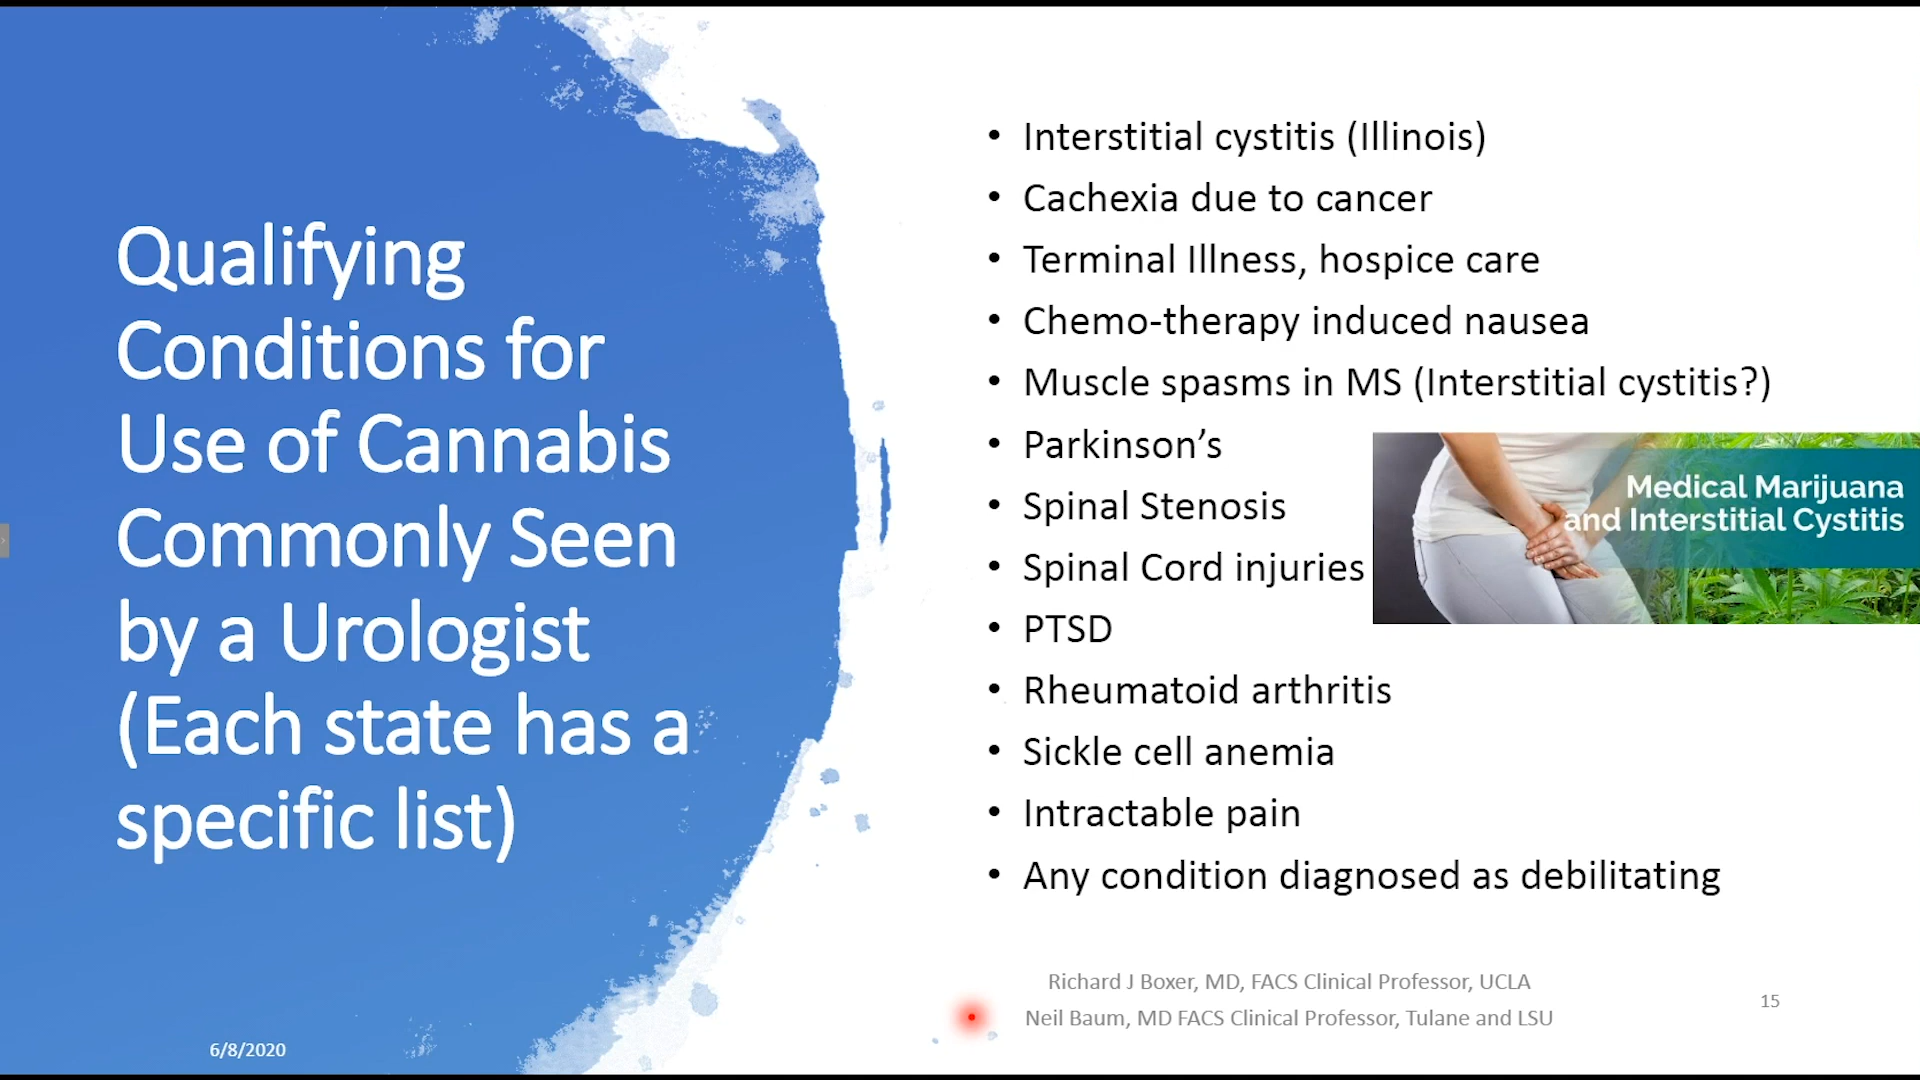 Qualifying
Conditions for
Use of Cannabis
Commonly Seen
by a Urologist
(Each state has a
specific list)
• Interstitial cystitis (Illinois)
• Cachexia due to cancer
• Terminal Illness, hospice care
• Chemo-therapy induced nausea
• Muscle spasms in MS (Interstitial cystitis?)
• Parkinson’s
• Spinal Stenosis
• Spinal Cord injuries
• PTSD
• Rheumatoid arthritis
• Sickle cell anemia
• Intractable pain
• Any condition diagnosed as debilitating
Medical Marijuana
and Interstitial Cystitis
Richard J Boxer, MD, FACS Clinical Professor, UCLA
Neil Baum, MD FACS Clinical Professor, Tulane and LSU
15
6/8/2020